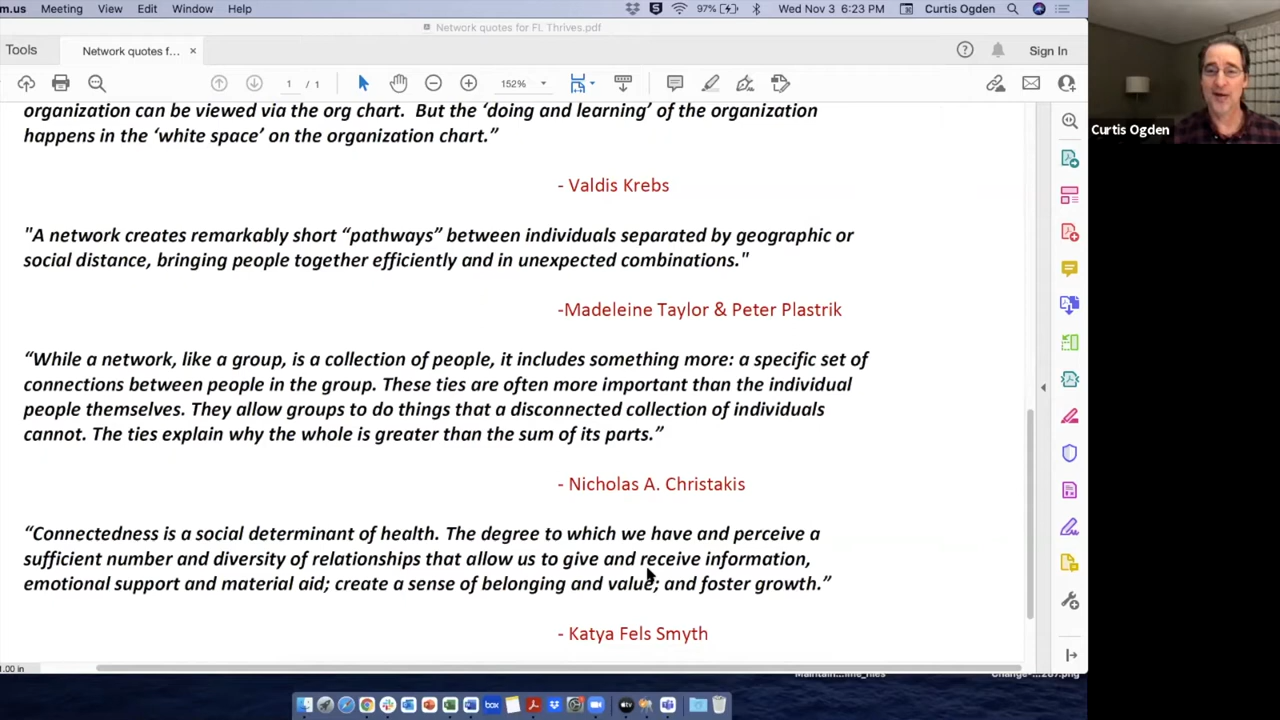 m.us Meeting View Edit Window Help 97% Wed Nov 3 6:23 PM Curtis Ogden
Network quotes for Fl. Thrives.pdf
Tools Network quotes f... × Sign In
1 / 1 152%
organization can be viewed via the org chart. But the ‘doing and learning’ of the organization
happens in the ‘white space’ on the organization chart.”
- Valdis Krebs
"A network creates remarkably short “pathways” between individuals separated by geographic or
social distance, bringing people together efficiently and in unexpected combinations."
-Madeleine Taylor & Peter Plastrik
“While a network, like a group, is a collection of people, it includes something more: a specific set of
connections between people in the group. These ties are often more important than the individual
people themselves. They allow groups to do things that a disconnected collection of individuals
cannot. The ties explain why the whole is greater than the sum of its parts.”
- Nicholas A. Christakis
“Connectedness is a social determinant of health. The degree to which we have and perceive a
sufficient number and diversity of relationships that allow us to give and receive information,
emotional support and material aid; create a sense of belonging and value; and foster growth.”
- Katya Fels Smyth
1.00 in
Curtis Ogden
box
tv